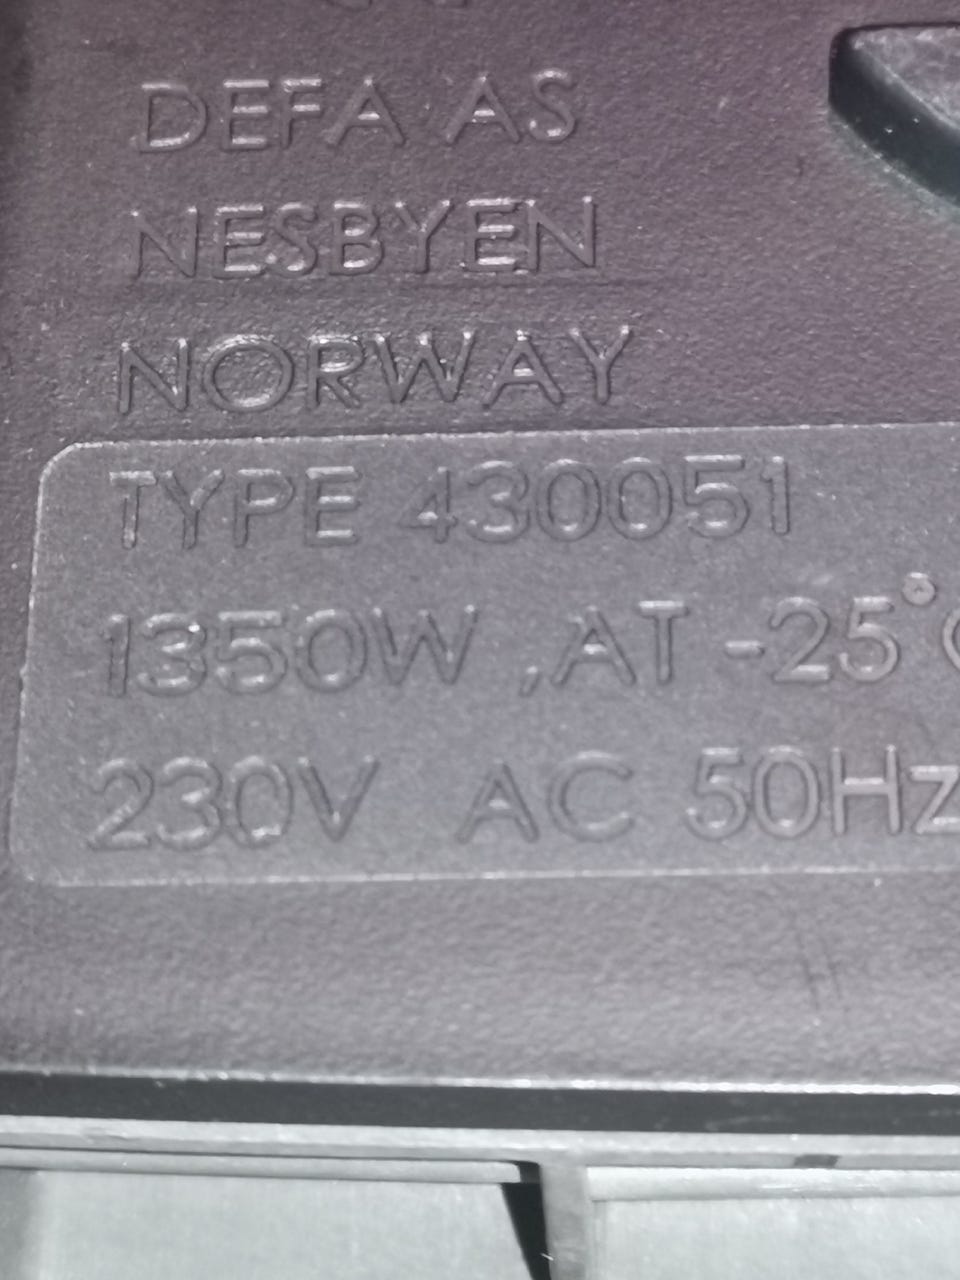 DEFA AS
NESBYEN
NORWAY
TYPE 430051
1350W ,AT -25°C
230V AC 50Hz